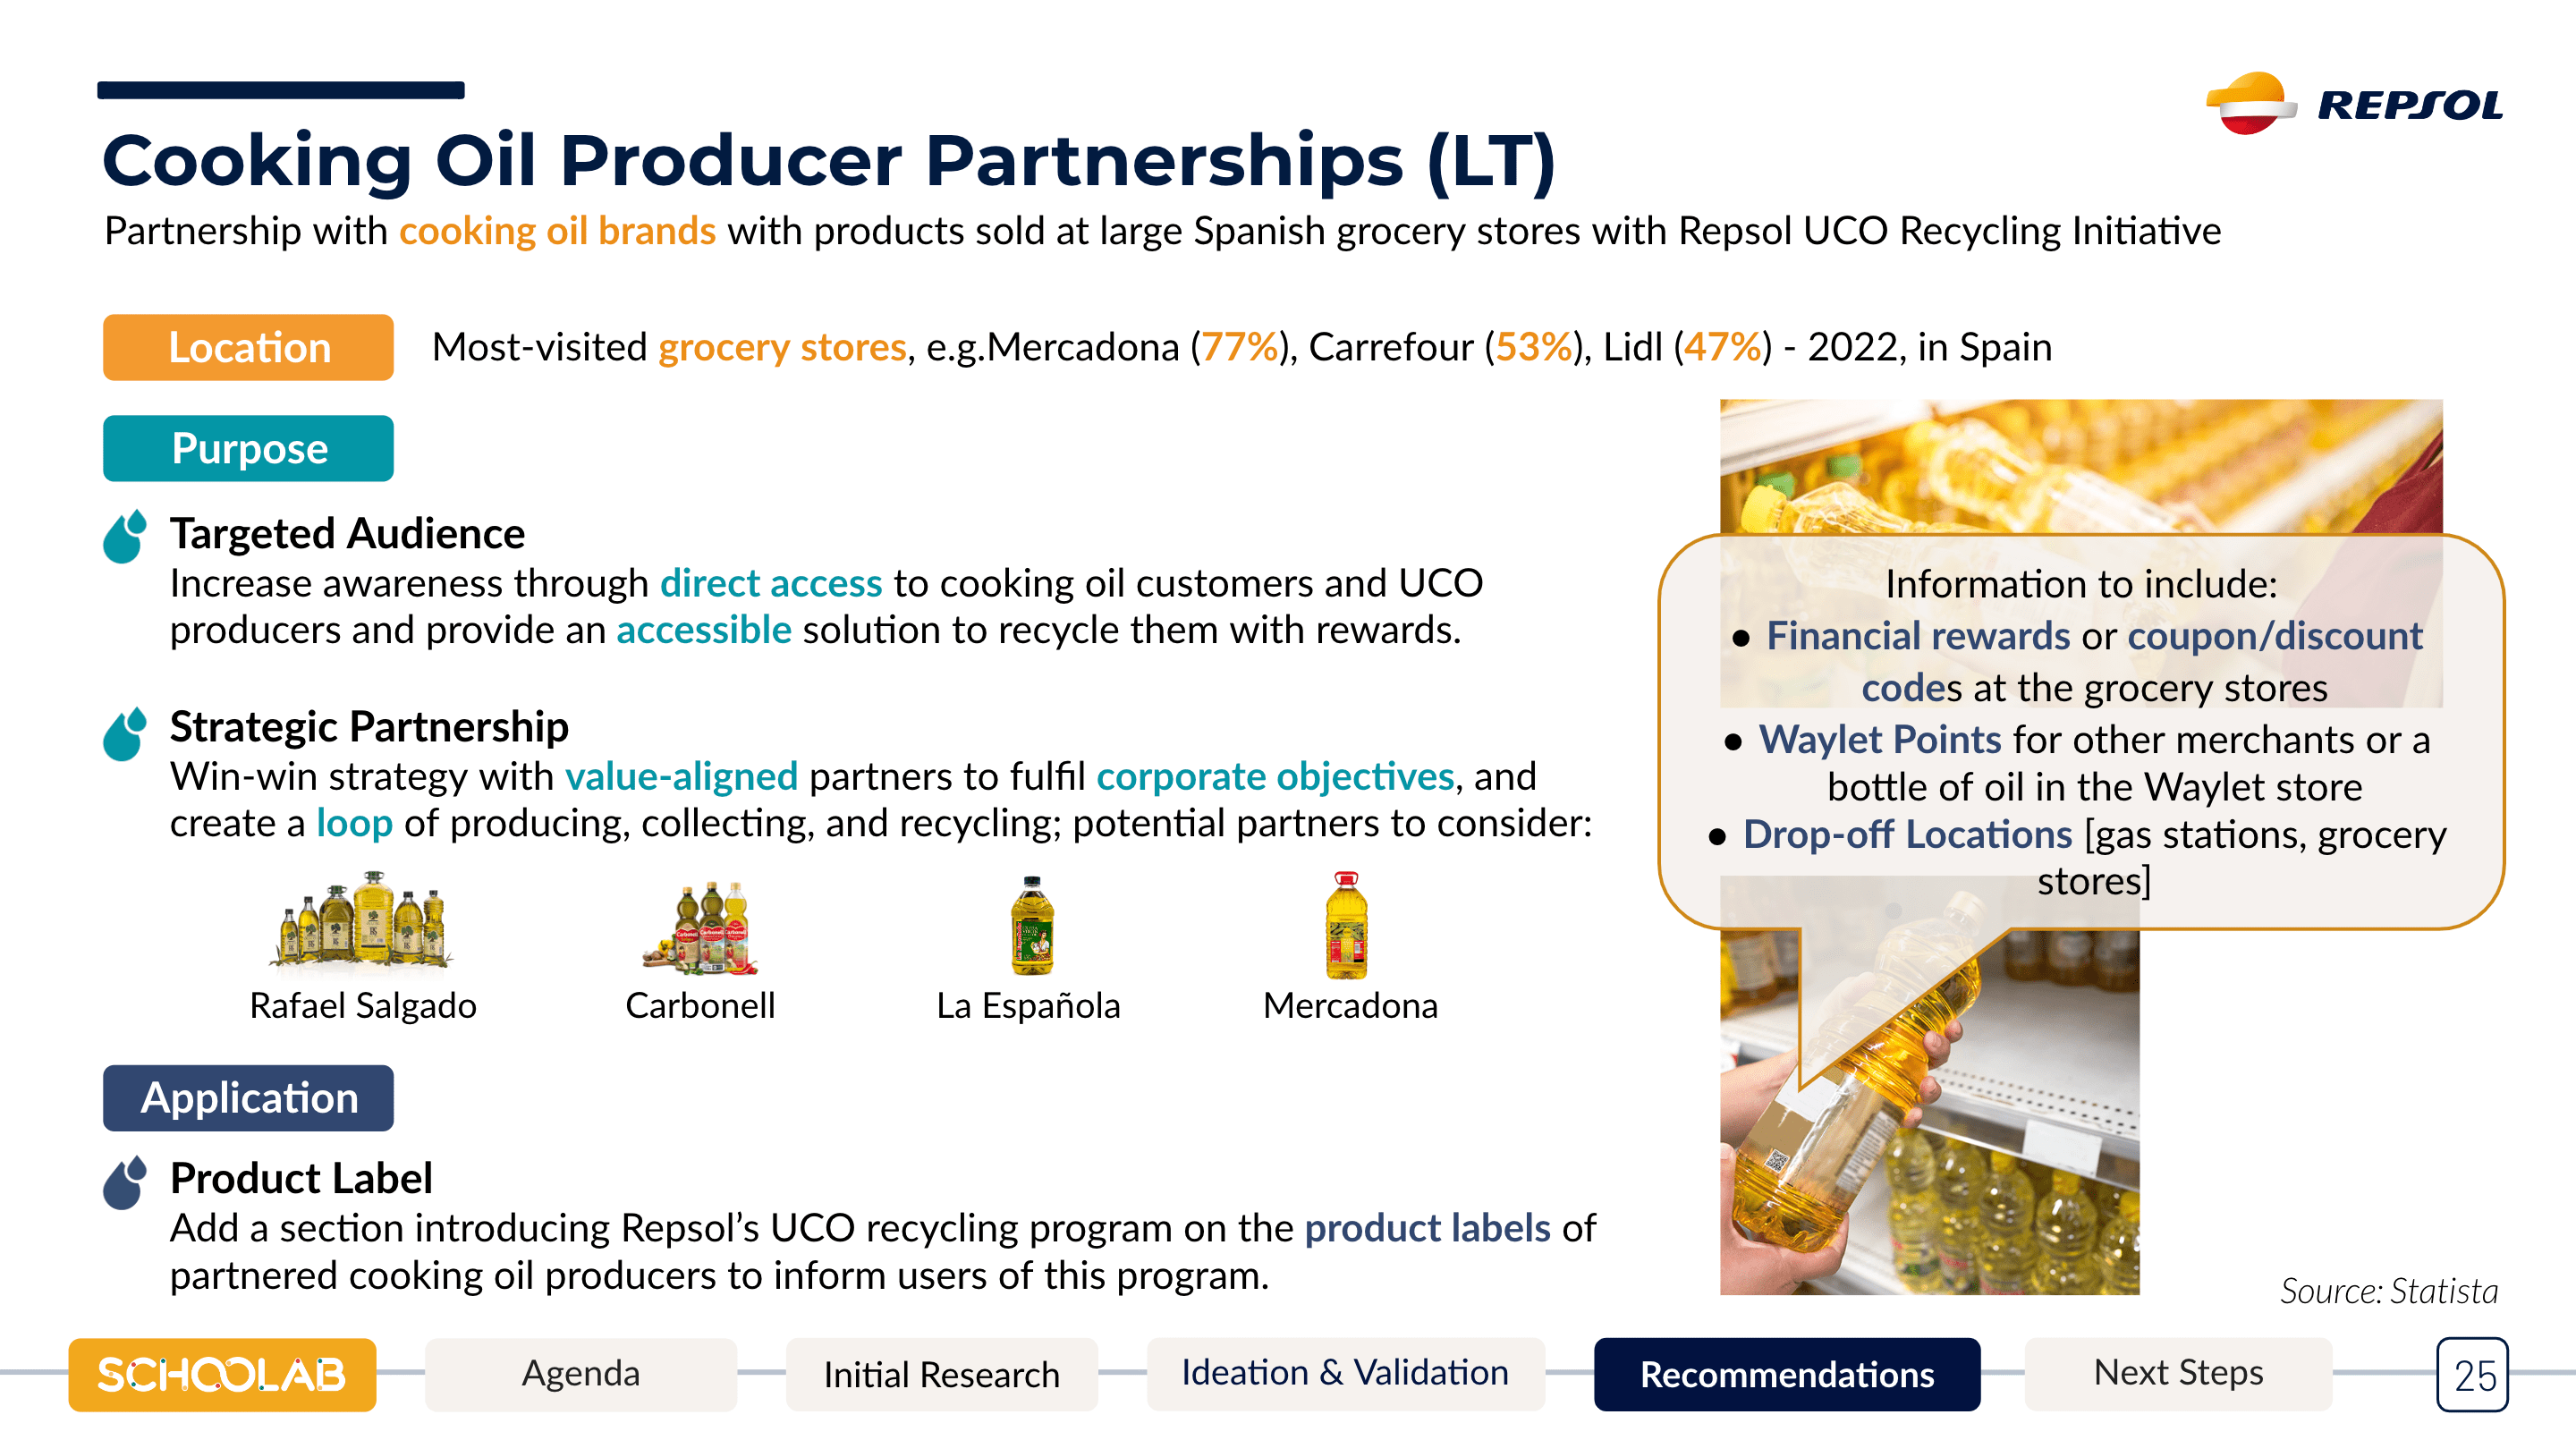 REPSOL
Cooking Oil Producer Partnerships (LT)
Partnership with cooking oil brands with products sold at large Spanish grocery stores with Repsol UCO Recycling Initiative
Location
Most-visited grocery stores, e.g.Mercadona (77%), Carrefour (53%), Lidl (47%) - 2022, in Spain
Purpose
Targeted Audience
Increase awareness through direct access to cooking oil customers and UCO
producers and provide an accessible solution to recycle them with rewards.
Strategic Partnership
Win-win strategy with value-aligned partners to fulfil corporate objectives, and
create a loop of producing, collecting, and recycling; potential partners to consider:
Rafael Salgado
Carbonell
La Española
Mercadona
Application
Product Label
Add a section introducing Repsol’s UCO recycling program on the product labels of
partnered cooking oil producers to inform users of this program.
Information to include:
● Financial rewards or coupon/discount
codes at the grocery stores
● Waylet Points for other merchants or a
bottle of oil in the Waylet store
● Drop-off Locations [gas stations, grocery
stores]
Source: Statista
SCHOOLAB
Agenda
Initial Research
Ideation & Validation
Recommendations
Next Steps
25